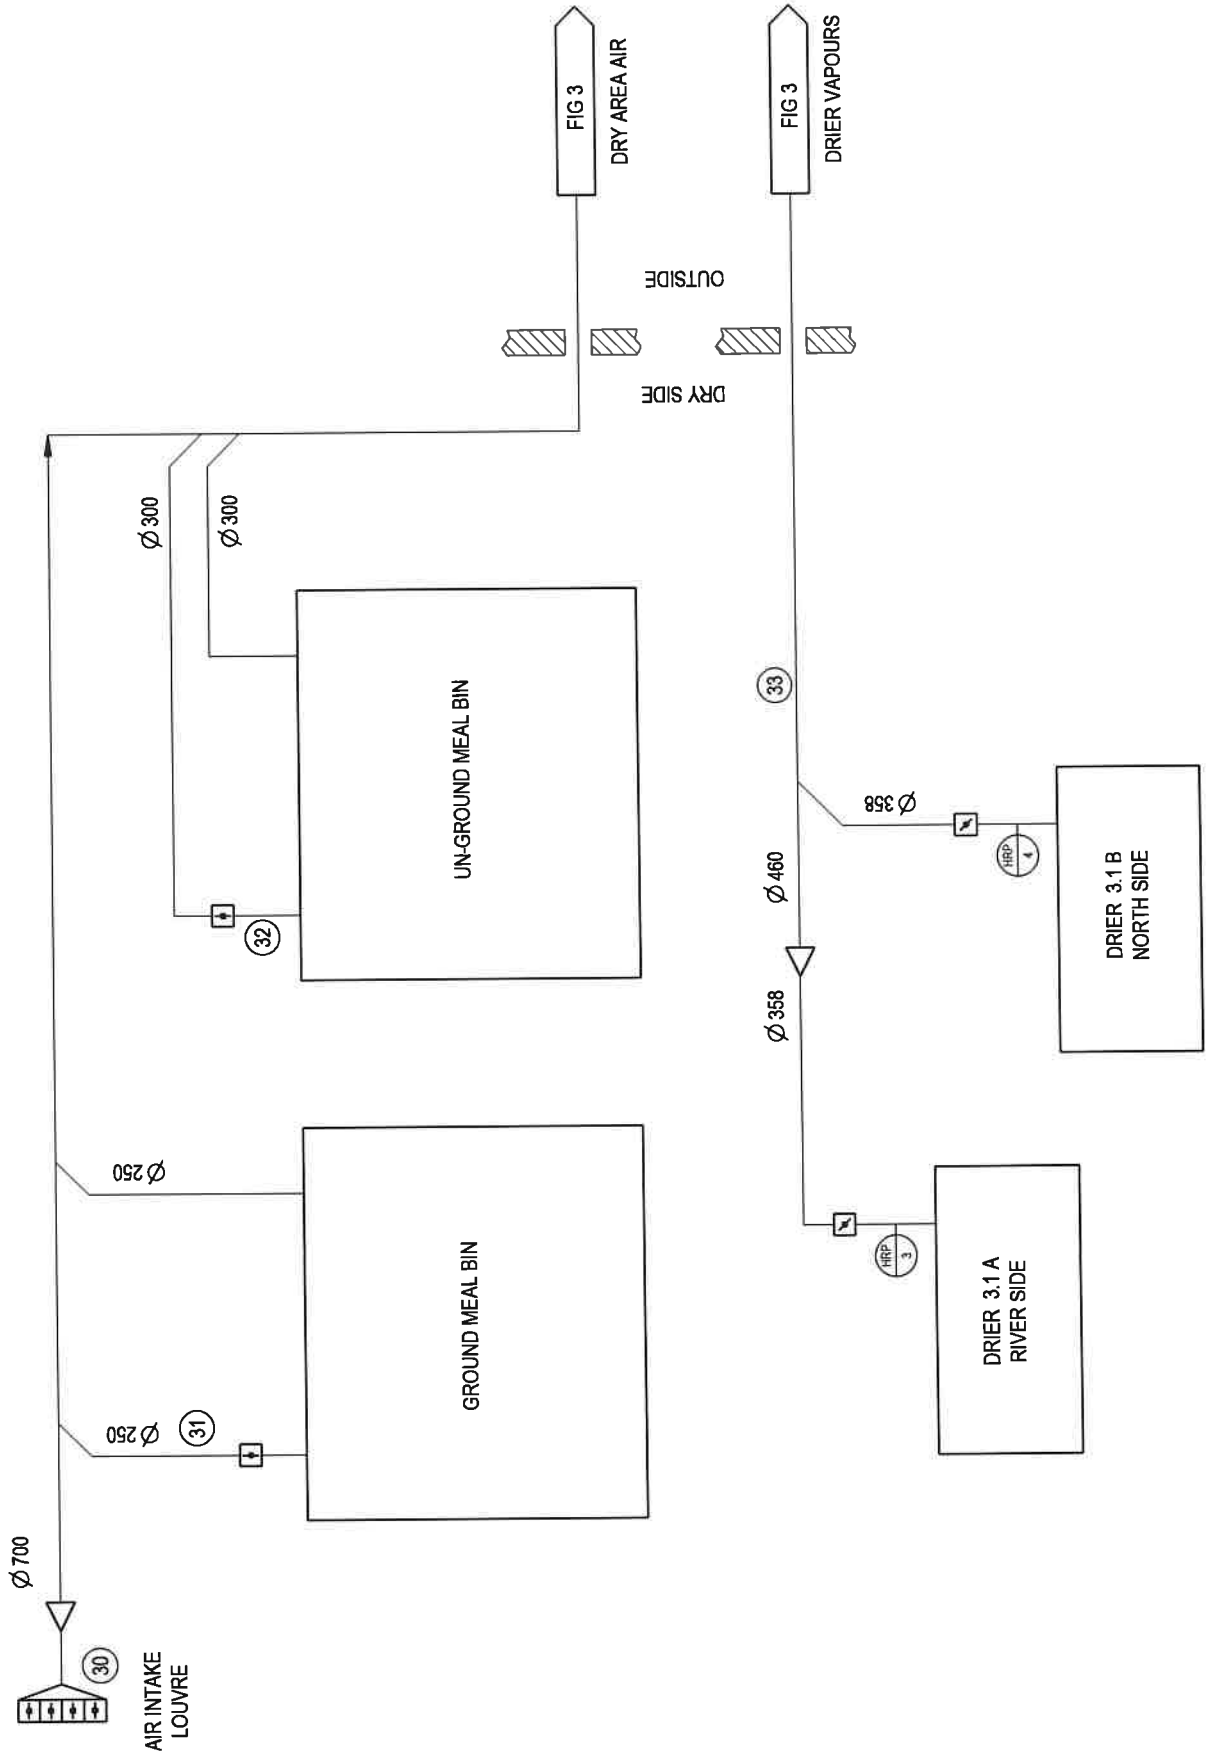 Ø 700
30
AIR INTAKE
LOUVRE
Ø 250
31
Ø 250
GROUND MEAL BIN
Ø 300
Ø 300
32
UN-GROUND MEAL BIN
FIG 3
DRY AREA AIR
OUTSIDE
DRY SIDE
FIG 3
DRIER VAPOURS
33
Ø 460
Ø 358
Ø 358
HRP
3
DRIER 3.1 A
RIVER SIDE
HRP
4
DRIER 3.1 B
NORTH SIDE